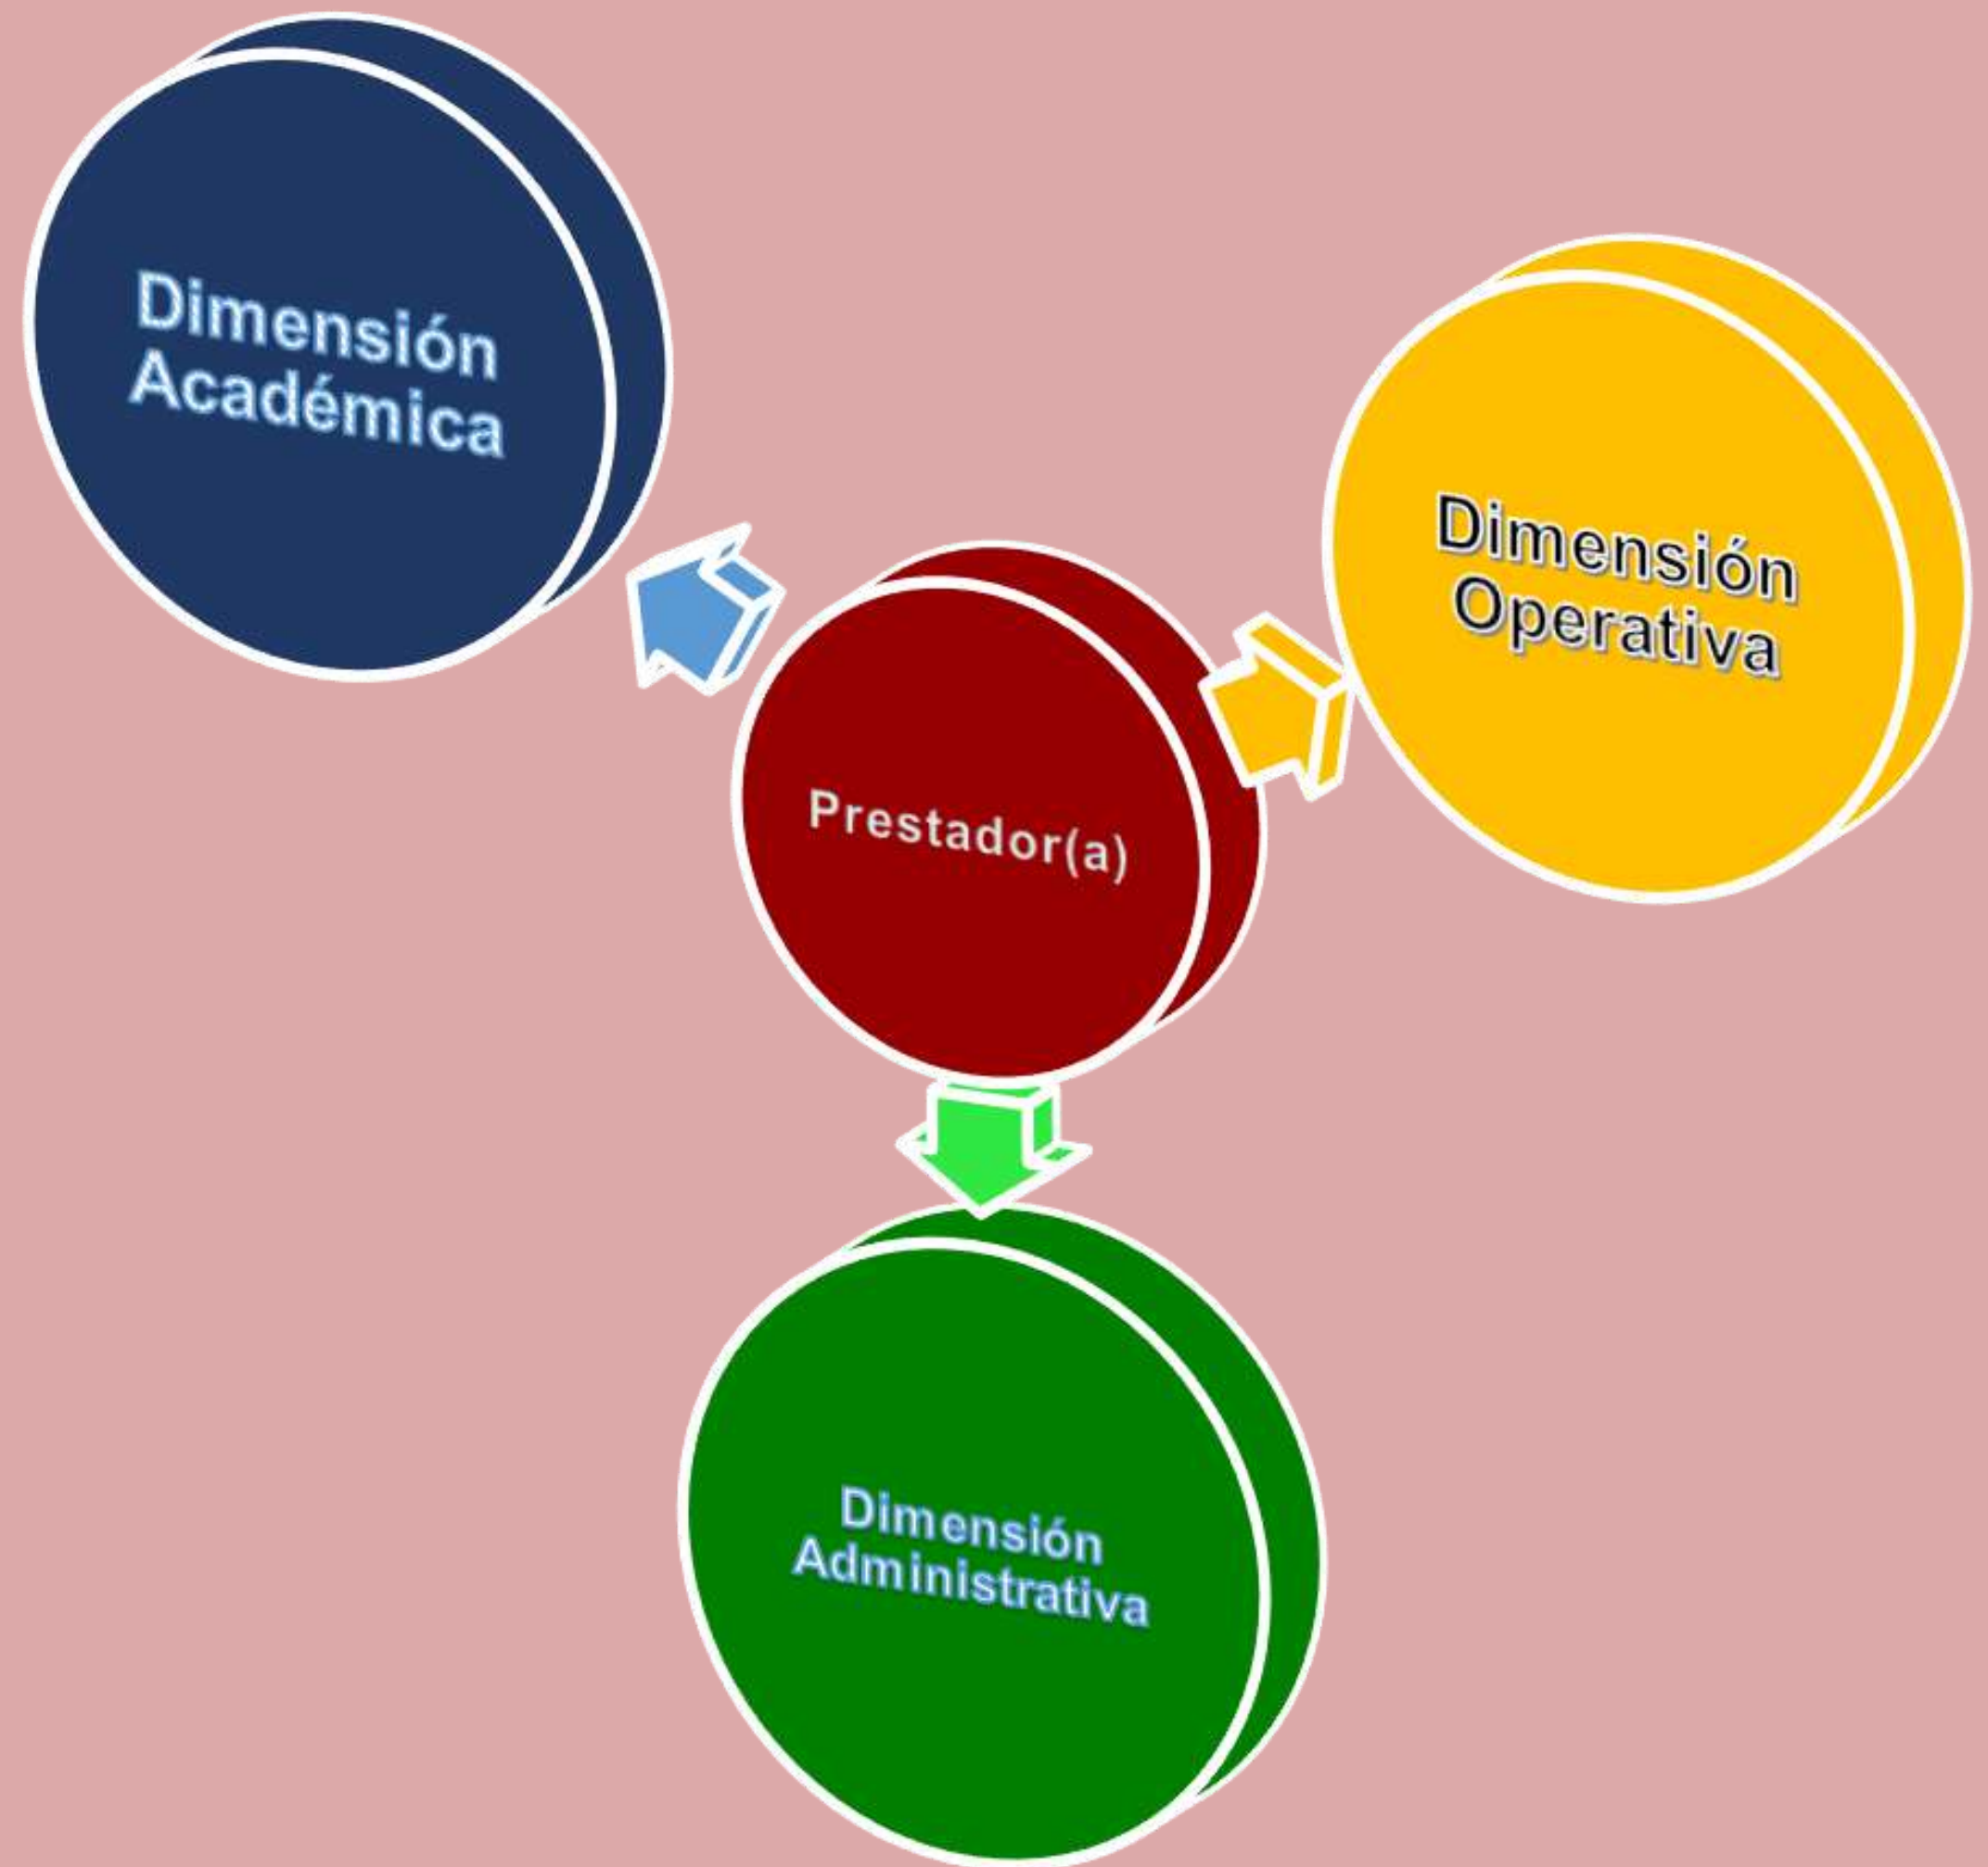 Dimensión
Académica
Dimensión
Operativa
Prestador(a)
Dimensión
Administrativa